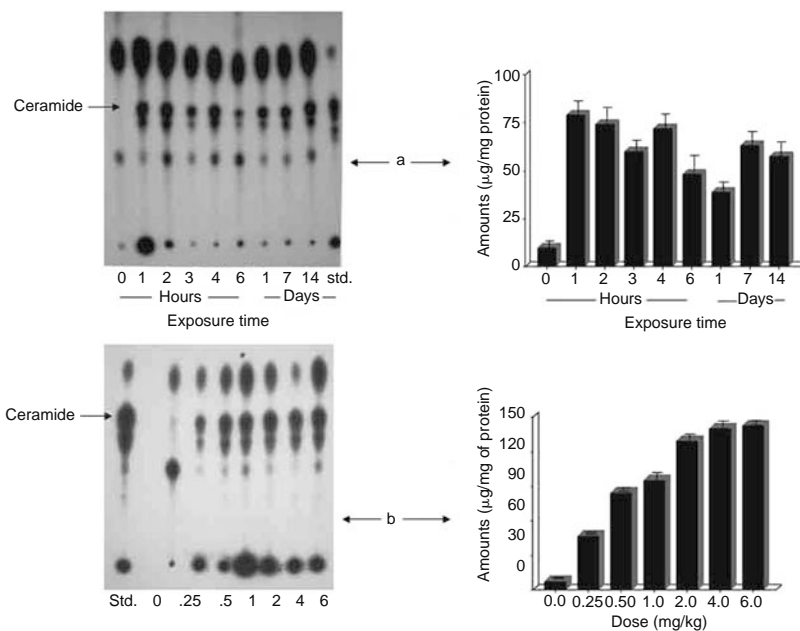 Ceramide
a
0 1 2 3 4 6 1 7 14 std.
Hours Days
Exposure time
100
75
50
25
0
Amounts (μg/mg protein)
0 1 2 3 4 6 1 7 14
Hours Days
Exposure time
Ceramide
b
Std. 0 .25 .5 1 2 4 6
150
120
90
60
30
0
Amounts (μg/mg of protein)
0.0 0.25 0.50 1.0 2.0 4.0 6.0
Dose (mg/kg)